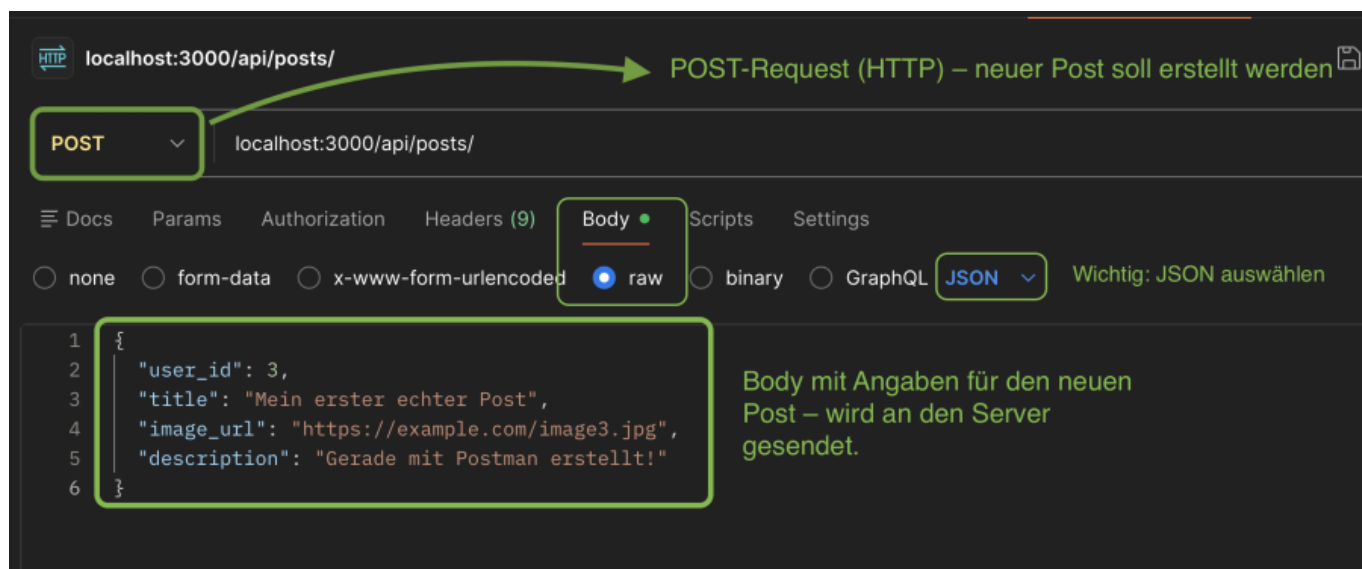 HTTP localhost:3000/api/posts/
POST-Request (HTTP) – neuer Post soll erstellt werden
POST localhost:3000/api/posts/
Docs Params Authorization Headers (9) Body Scripts Settings
none form-data x-www-form-urlencoded raw binary GraphQL JSON Wichtig: JSON auswählen
1 {
2 "user_id": 3,
3 "title": "Mein erster echter Post",
4 "image_url": "https://example.com/image3.jpg",
5 "description": "Gerade mit Postman erstellt!"
6 }
Body mit Angaben für den neuen
Post – wird an den Server
gesendet.